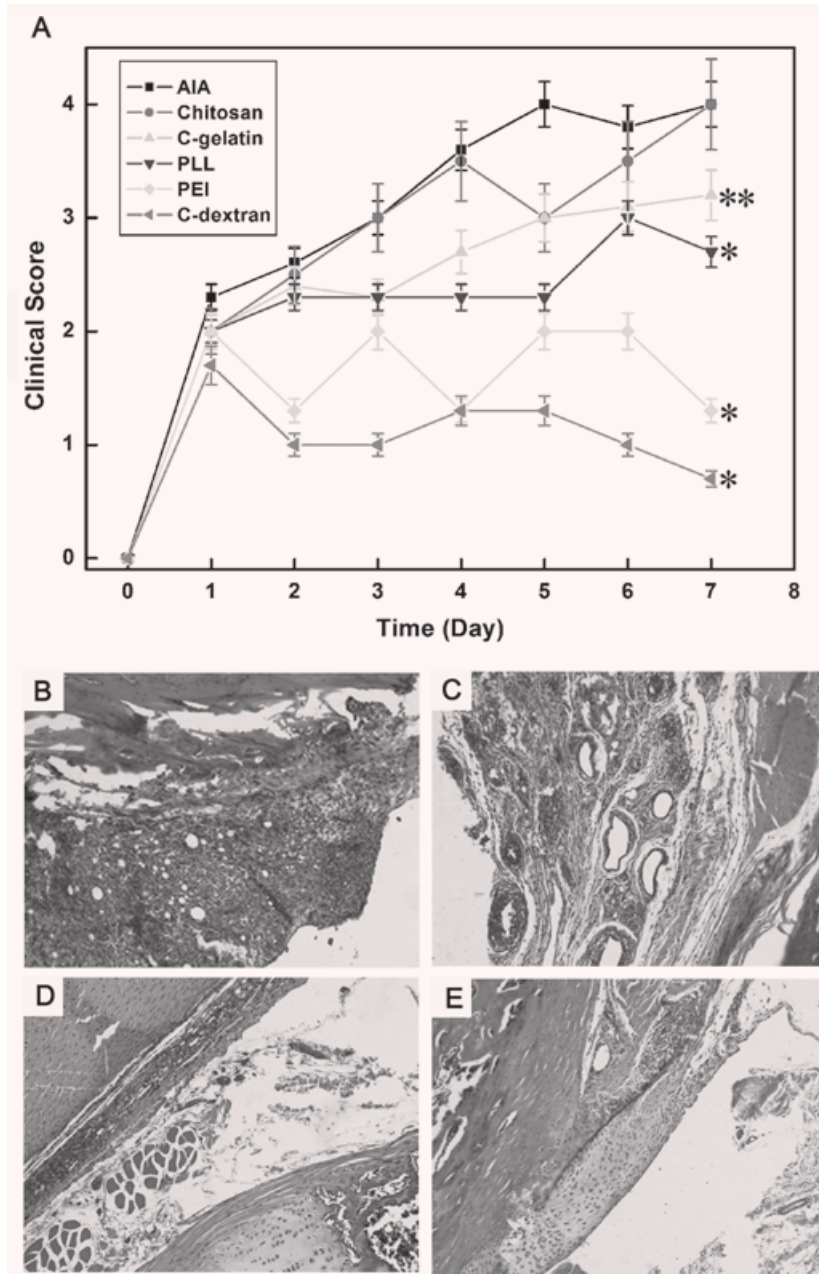 A
AIA
Chitosan
C-gelatin
PLL
PEI
C-dextran
Clinical Score
4
3
2
1
0
**
*
*
*
0 1 2 3 4 5 6 7 8
Time (Day)
B
C
D
E